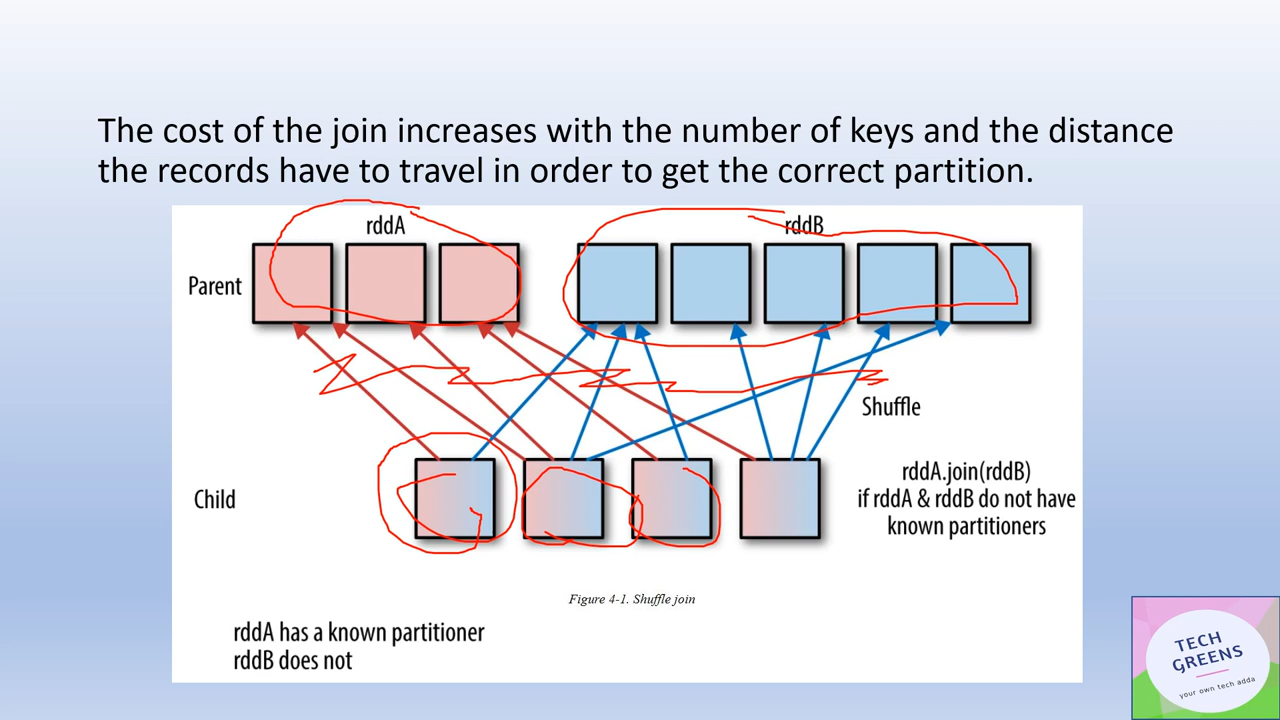 The cost of the join increases with the number of keys and the distance
the records have to travel in order to get the correct partition.
rddA
rddB
Parent
Shuffle
Child
rddA.join(rddB)
if rddA & rddB do not have
known partitioners
Figure 4-1. Shuffle join
rddA has a known partitioner
rddB does not
TECH
GREENS
your own tech adda